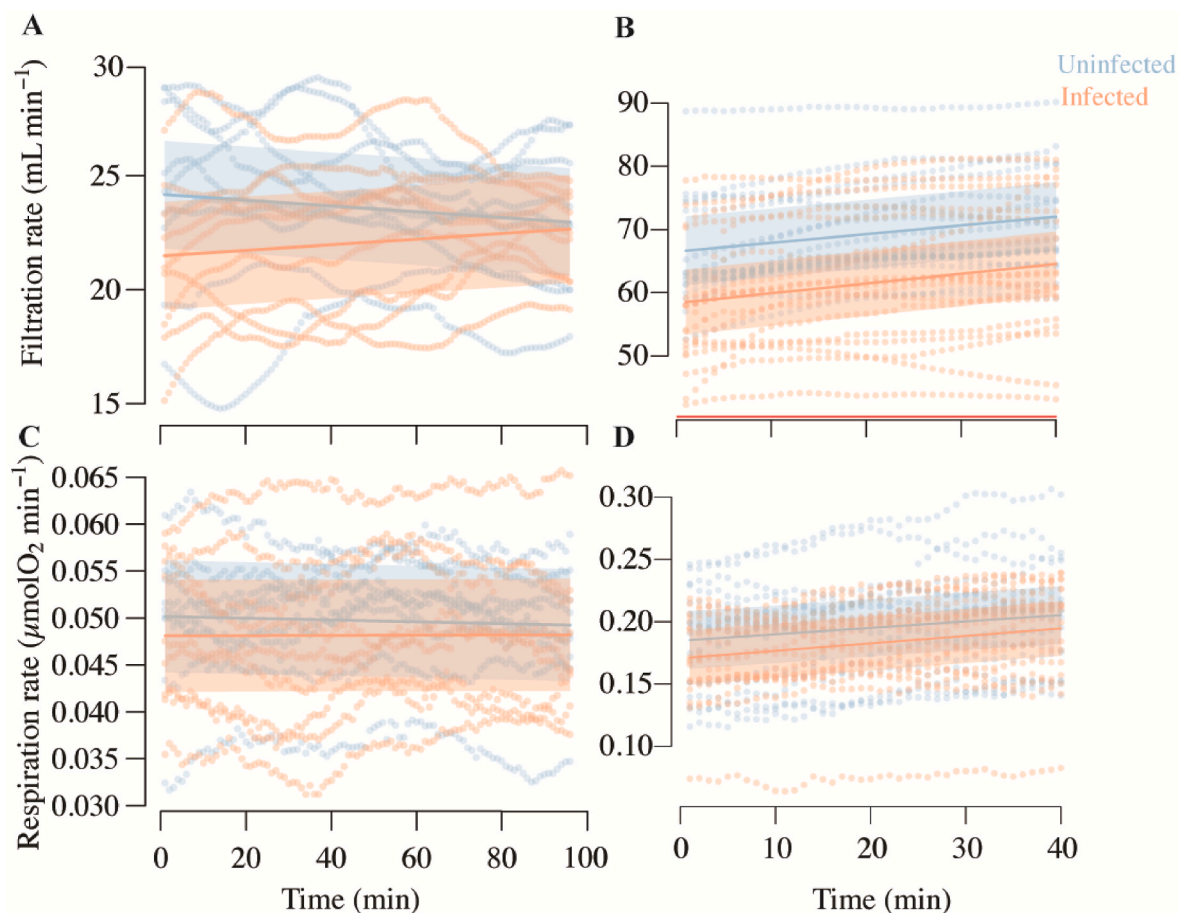 A
B
Uninfected
Infected
Filtration rate (mL min⁻¹)
30
25
20
15
90
80
70
60
50
C
D
Respiration rate (μmolO₂ min⁻¹)
0.065
0.060
0.055
0.050
0.045
0.040
0.035
0.030
0.30
0.25
0.20
0.15
0.10
0 20 40 60 80 100
0 10 20 30 40
Time (min)
Time (min)